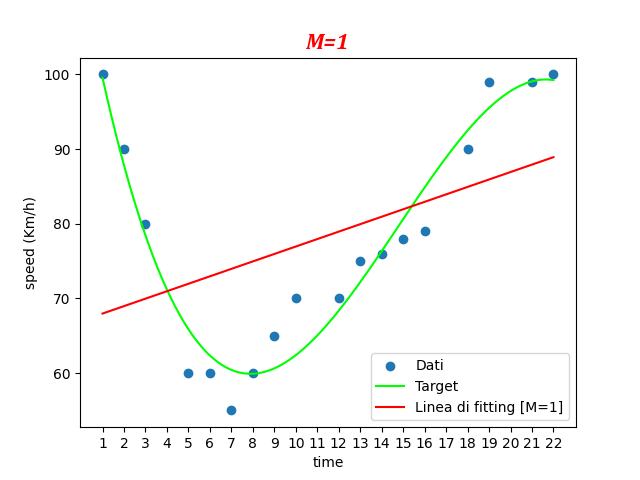 M=1
100
90
80
70
60
speed (Km/h)
1 2 3 4 5 6 7 8 9 10 11 12 13 14 15 16 17 18 19 20 21 22
time
Dati
Target
Linea di fitting [M=1]